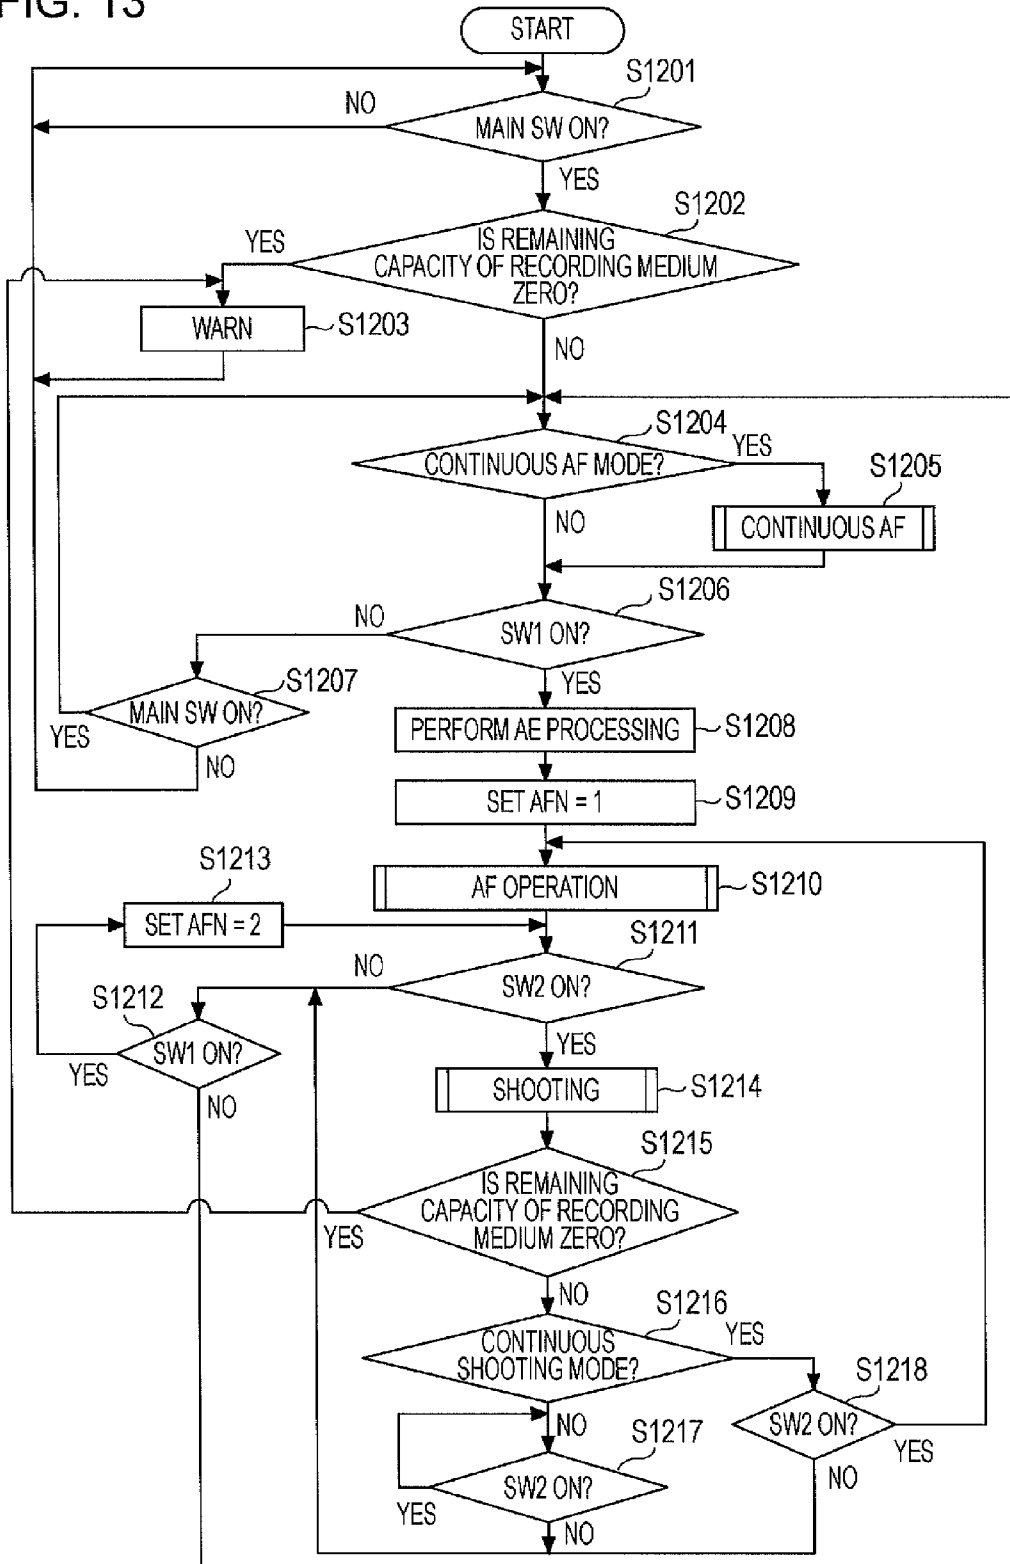 FIG. 13
START
S1201
NO
MAIN SW ON?
YES
S1202
YES
IS REMAINING
CAPACITY OF RECORDING MEDIUM
ZERO?
WARN
S1203
NO
S1204
YES
CONTINUOUS AF MODE?
S1205
NO
CONTINUOUS AF
S1206
NO
SW1 ON?
S1207
YES
MAIN SW ON?
YES
NO
PERFORM AE PROCESSING
S1208
SET AFN = 1
S1209
S1213
AF OPERATION
S1210
SET AFN = 2
S1211
NO
SW2 ON?
S1212
YES
SW1 ON?
YES
NO
SHOOTING
S1214
S1215
IS REMAINING
CAPACITY OF RECORDING
MEDIUM ZERO?
YES
NO
S1216
YES
CONTINUOUS
SHOOTING MODE?
S1218
NO
SW2 ON?
S1217
YES
SW2 ON?
NO
YES
NO